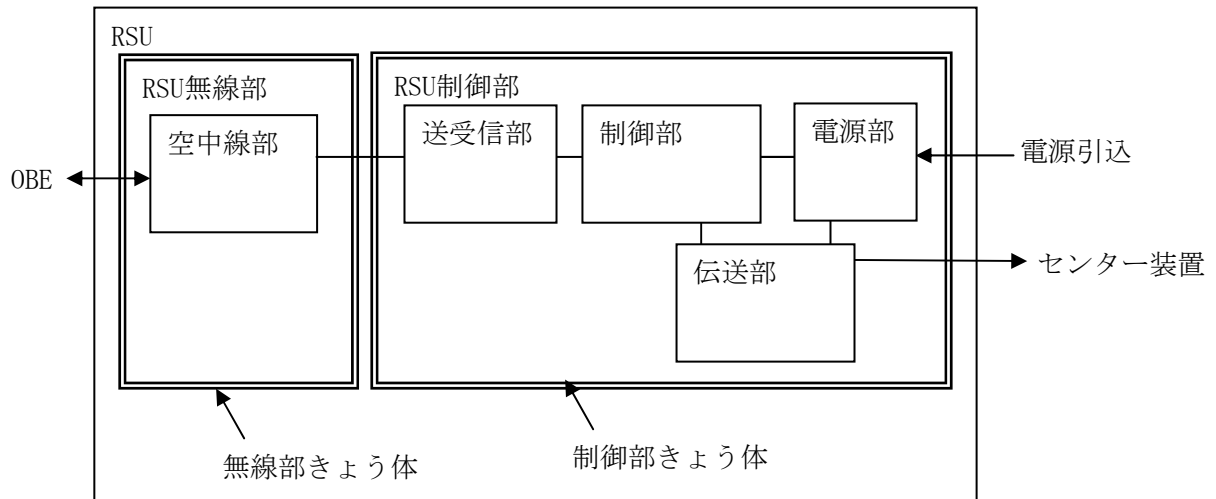 RSU
RSU無線部
RSU制御部
空中線部
送受信部
制御部
電源部
電源引込
OBE
伝送部
センター装置
無線部きょう体
制御部きょう体